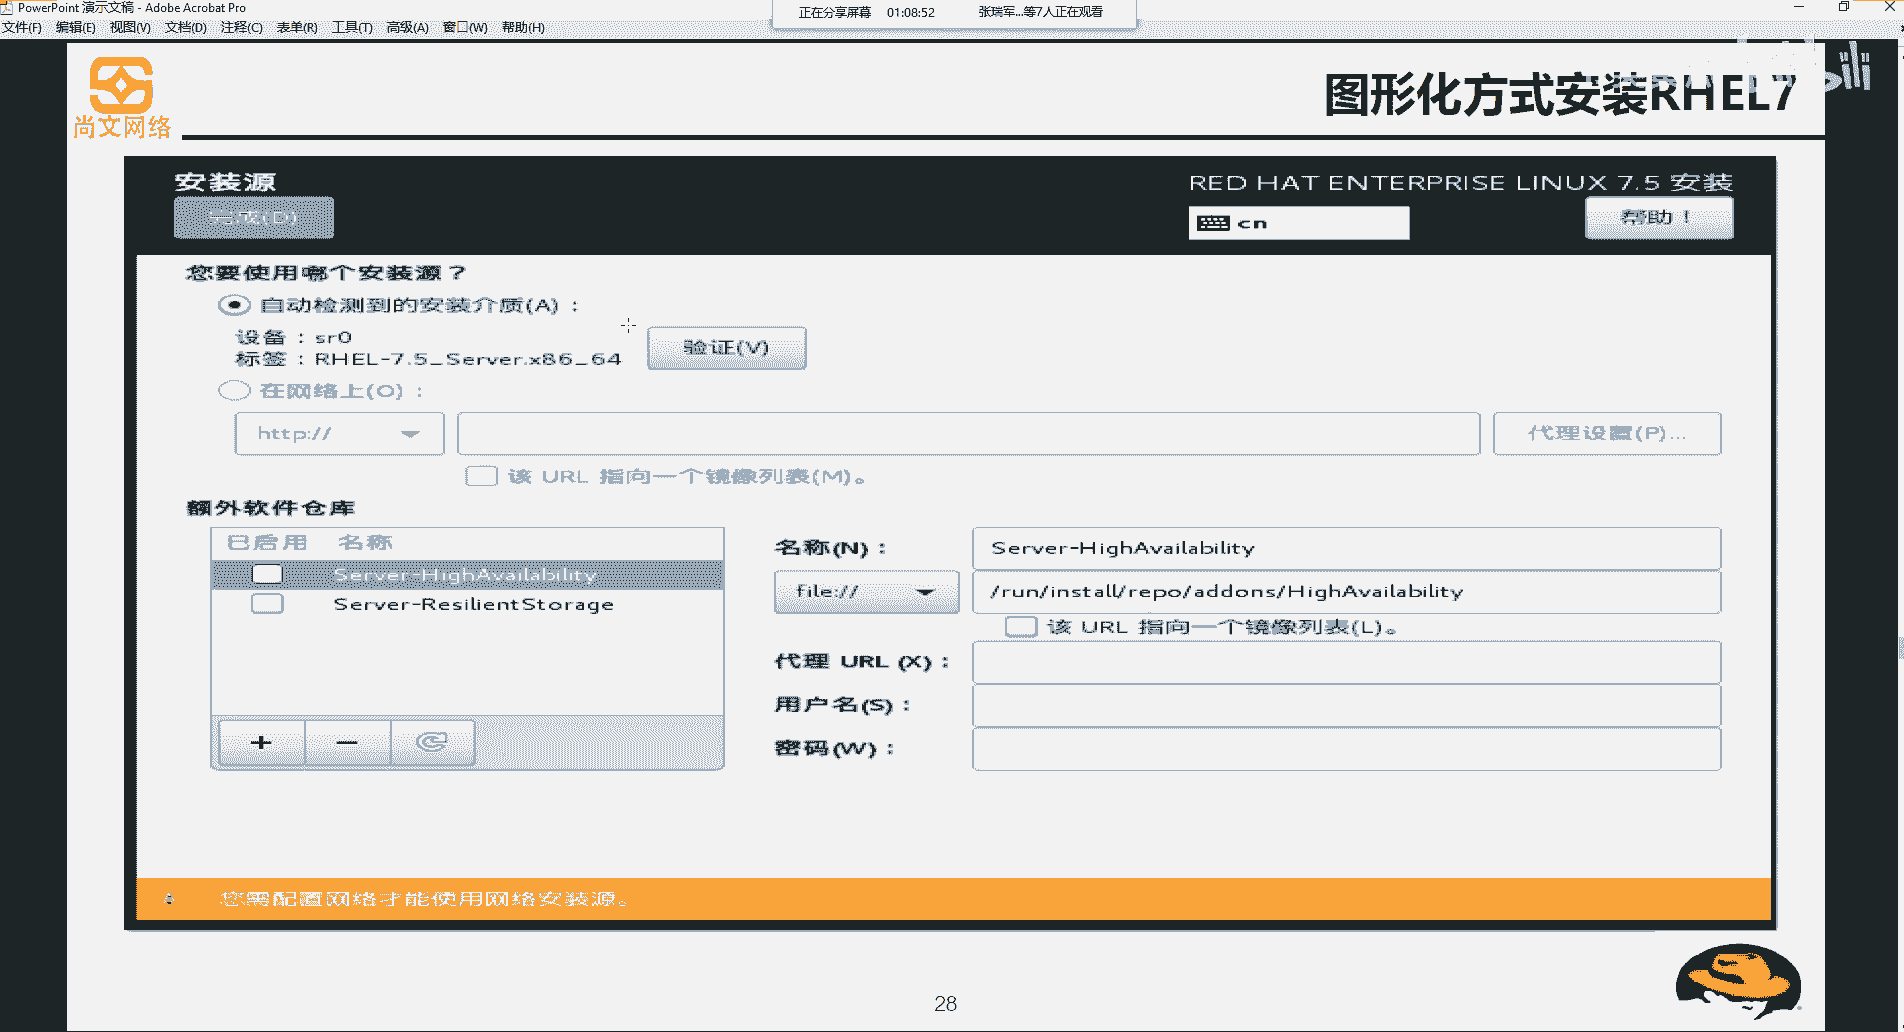 PowerPoint 演示文稿 - Adobe Acrobat Pro
正在分享屏幕 01:08:52 张瑞军...等7人正在观看
文件(F) 编辑(E) 视图(V) 文档(D) 注释(C) 表单(R) 工具(T) 高级(A) 窗口(W) 帮助(H)
尚文网络
图形化方式安装RHEL7
安装源
RED HAT ENTERPRISE LINUX 7.5 安装
完成(D)
cn
帮助！
您要使用哪个安装源？
自动检测到的安装介质(A)：
设备：sr0
标签：RHEL-7.5_Server.x86_64
验证(V)
在网络上(O)：
http://
代理设置(P)...
该 URL 指向一个镜像列表(M)。
额外软件仓库
已启用 名称
Server-HighAvailability
Server-ResilientStorage
名称(N)：
Server-HighAvailability
file://
/run/install/repo/addons/HighAvailability
该 URL 指向一个镜像列表(L)。
代理 URL (X)：
用户名(S)：
密码(W)：
您需配置网络才能使用网络安装源。
28